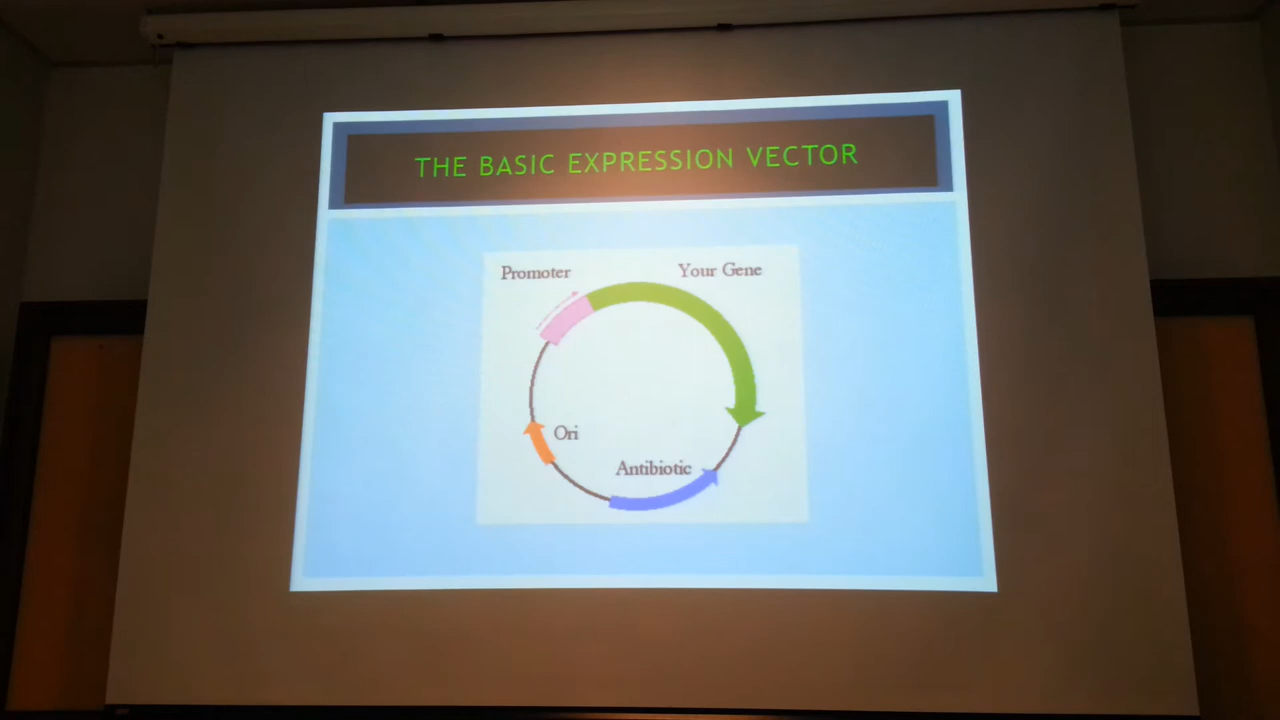 THE BASIC EXPRESSION VECTOR
Promoter
Your Gene
Ori
Antibiotic